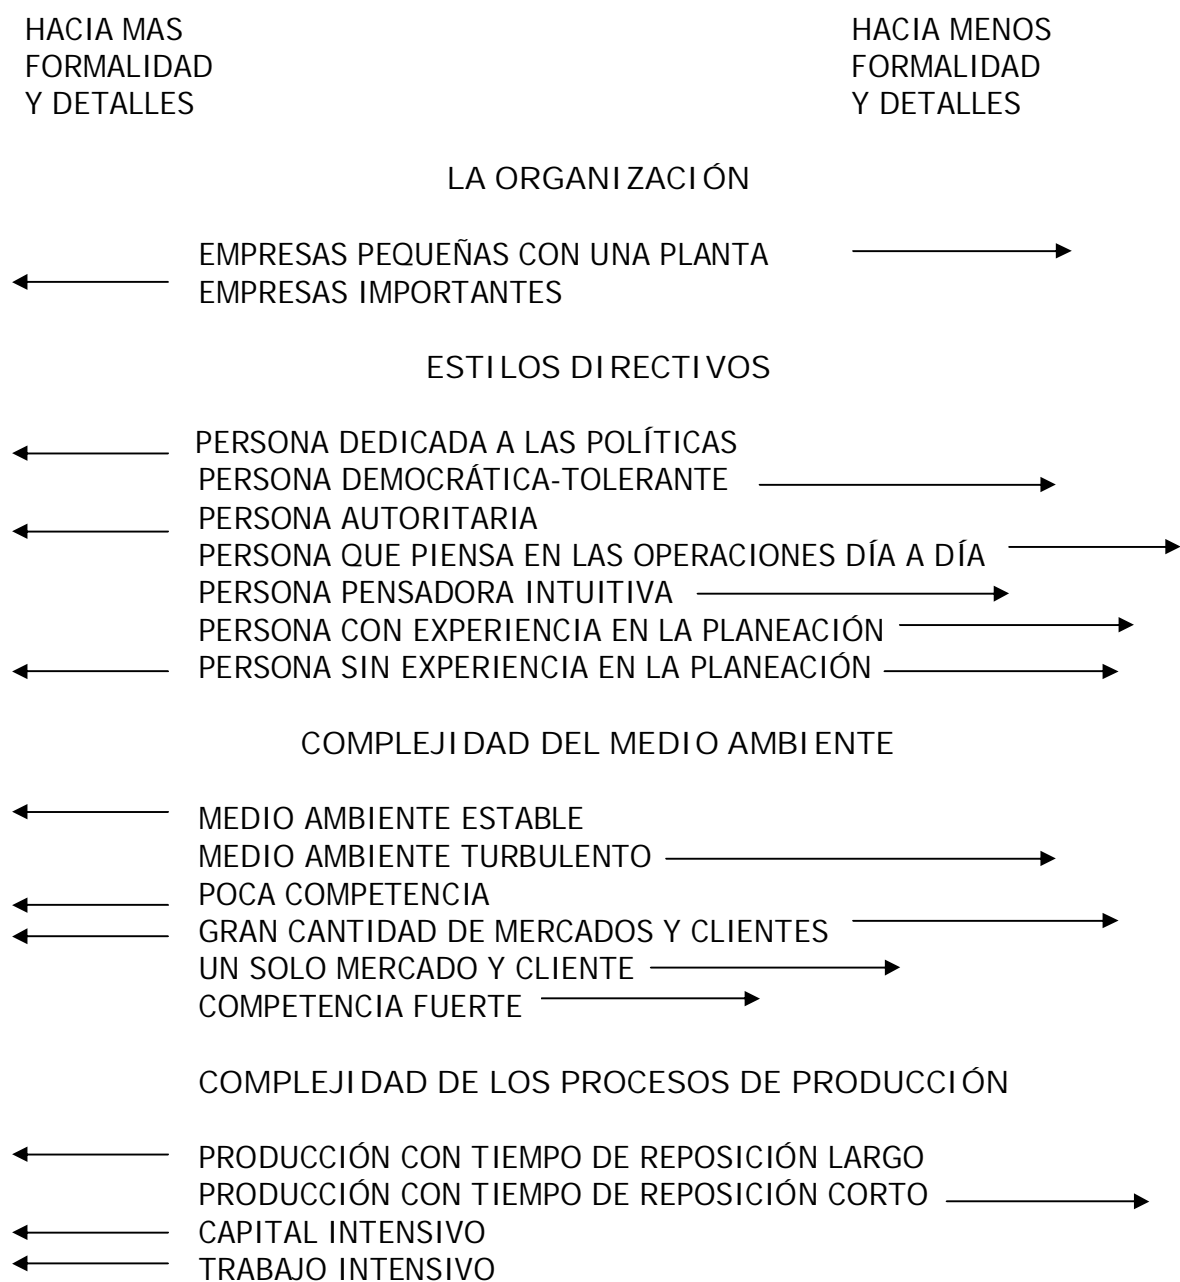 HACIA MAS
FORMALIDAD
Y DETALLES
HACIA MENOS
FORMALIDAD
Y DETALLES
LA ORGANIZACIÓN
EMPRESAS PEQUEÑAS CON UNA PLANTA
EMPRESAS IMPORTANTES
ESTILOS DIRECTIVOS
PERSONA DEDICADA A LAS POLÍTICAS
PERSONA DEMOCRÁTICA-TOLERANTE
PERSONA AUTORITARIA
PERSONA QUE PIENSA EN LAS OPERACIONES DÍA A DÍA
PERSONA PENSADORA INTUITIVA
PERSONA CON EXPERIENCIA EN LA PLANEACIÓN
PERSONA SIN EXPERIENCIA EN LA PLANEACIÓN
COMPLEJIDAD DEL MEDIO AMBIENTE
MEDIO AMBIENTE ESTABLE
MEDIO AMBIENTE TURBULENTO
POCA COMPETENCIA
GRAN CANTIDAD DE MERCADOS Y CLIENTES
UN SOLO MERCADO Y CLIENTE
COMPETENCIA FUERTE
COMPLEJIDAD DE LOS PROCESOS DE PRODUCCIÓN
PRODUCCIÓN CON TIEMPO DE REPOSICIÓN LARGO
PRODUCCIÓN CON TIEMPO DE REPOSICIÓN CORTO
CAPITAL INTENSIVO
TRABAJO INTENSIVO